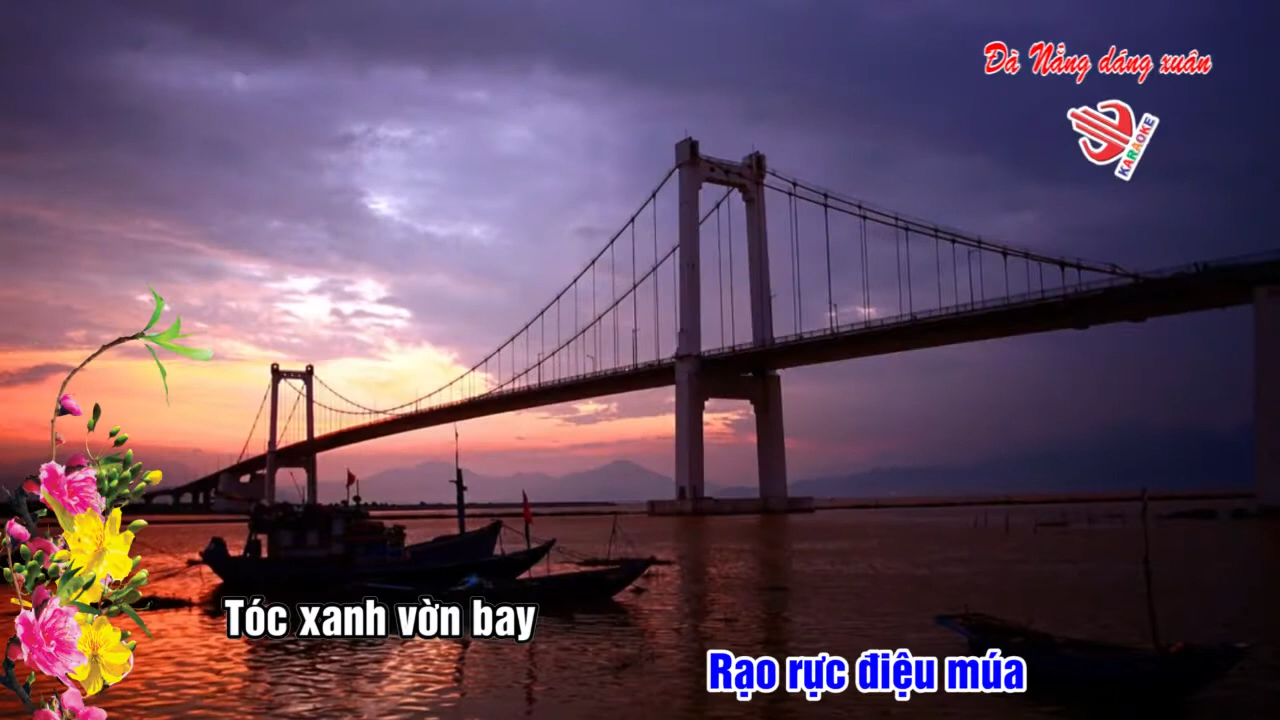 Đà Nẵng dáng xuân
KARAOKE
Tóc xanh vờn bay
Rạo rực điệu múa